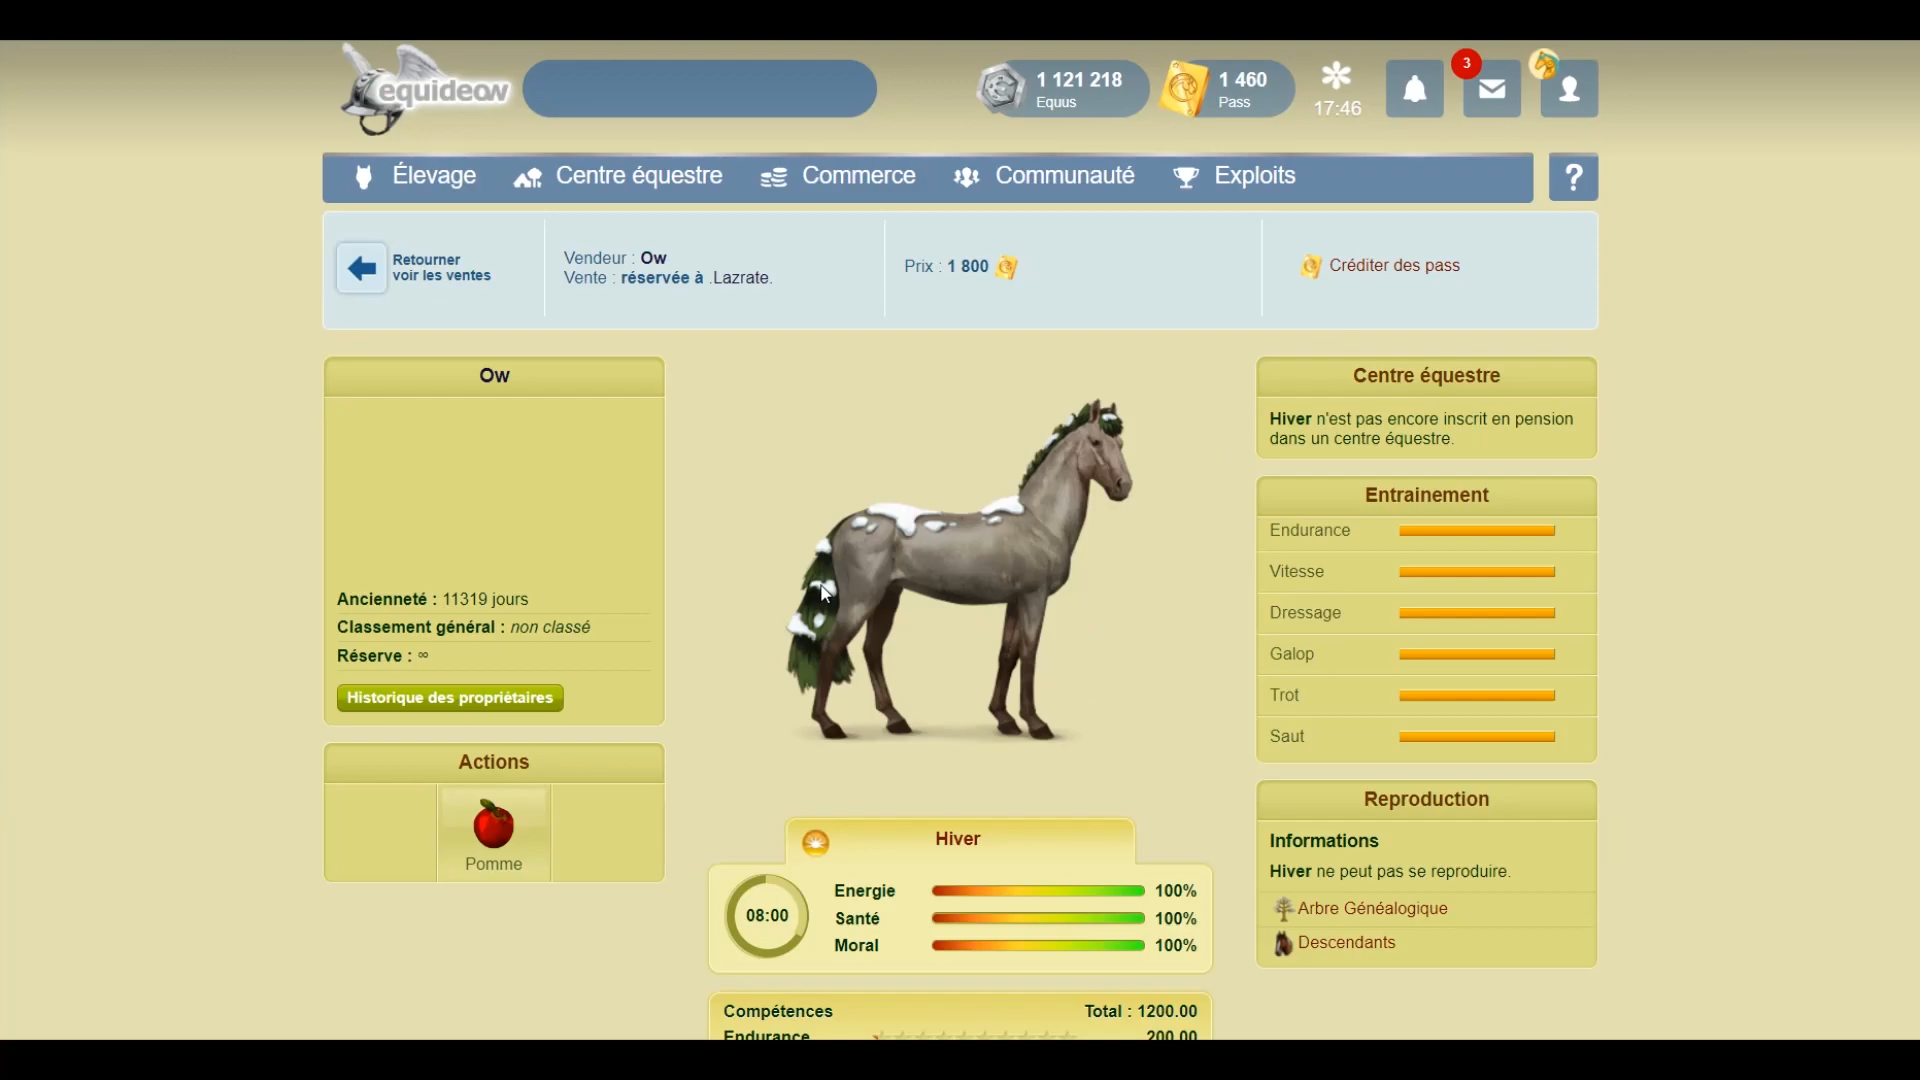 equideow
1 121 218
Equus
1 460
Pass
17:46
3
Élevage
Centre équestre
Commerce
Communauté
Exploits
?
Retourner
voir les ventes
Vendeur : Ow
Vente : réservée à .Lazrate.
Prix : 1 800
Créditer des pass
Ow
Ancienneté : 11319 jours
Classement général : non classé
Réserve : ∞
Historique des propriétaires
Actions
Pomme
Hiver
08:00
Energie 100%
Santé 100%
Moral 100%
Compétences Total : 1200.00
Endurance 200.00
Centre équestre
Hiver n'est pas encore inscrit en pension
dans un centre équestre.
Entrainement
Endurance
Vitesse
Dressage
Galop
Trot
Saut
Reproduction
Informations
Hiver ne peut pas se reproduire.
Arbre Généalogique
Descendants